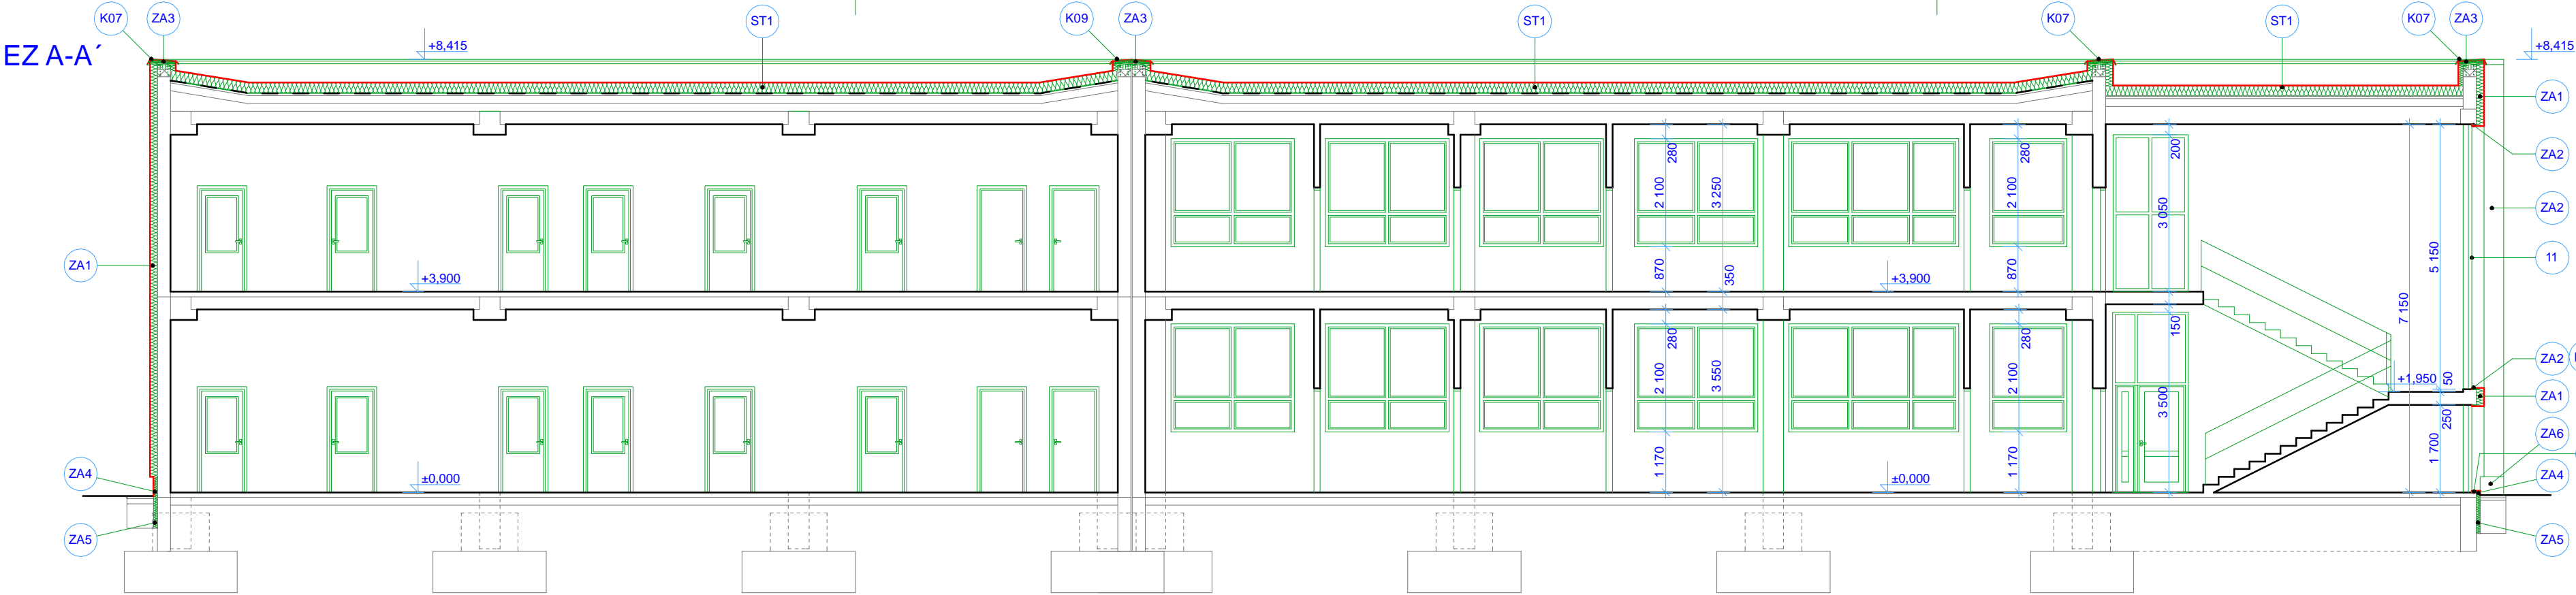 K07
ZA3
ST1
K09
ZA3
ST1
K07
ST1
K07
ZA3
EZ A-A´
+8,415
+8,415
ZA1
ZA2
ZA2
11
ZA1
+3,900
+3,900
280
2 100
870
3 250
350
280
2 100
870
200
3 050
150
7 150
5 150
280
2 100
1 170
3 550
280
2 100
1 170
3 500
+1,950
50
250
1 700
ZA2
ZA1
ZA6
ZA4
ZA5
ZA4
ZA5
±0,000
±0,000